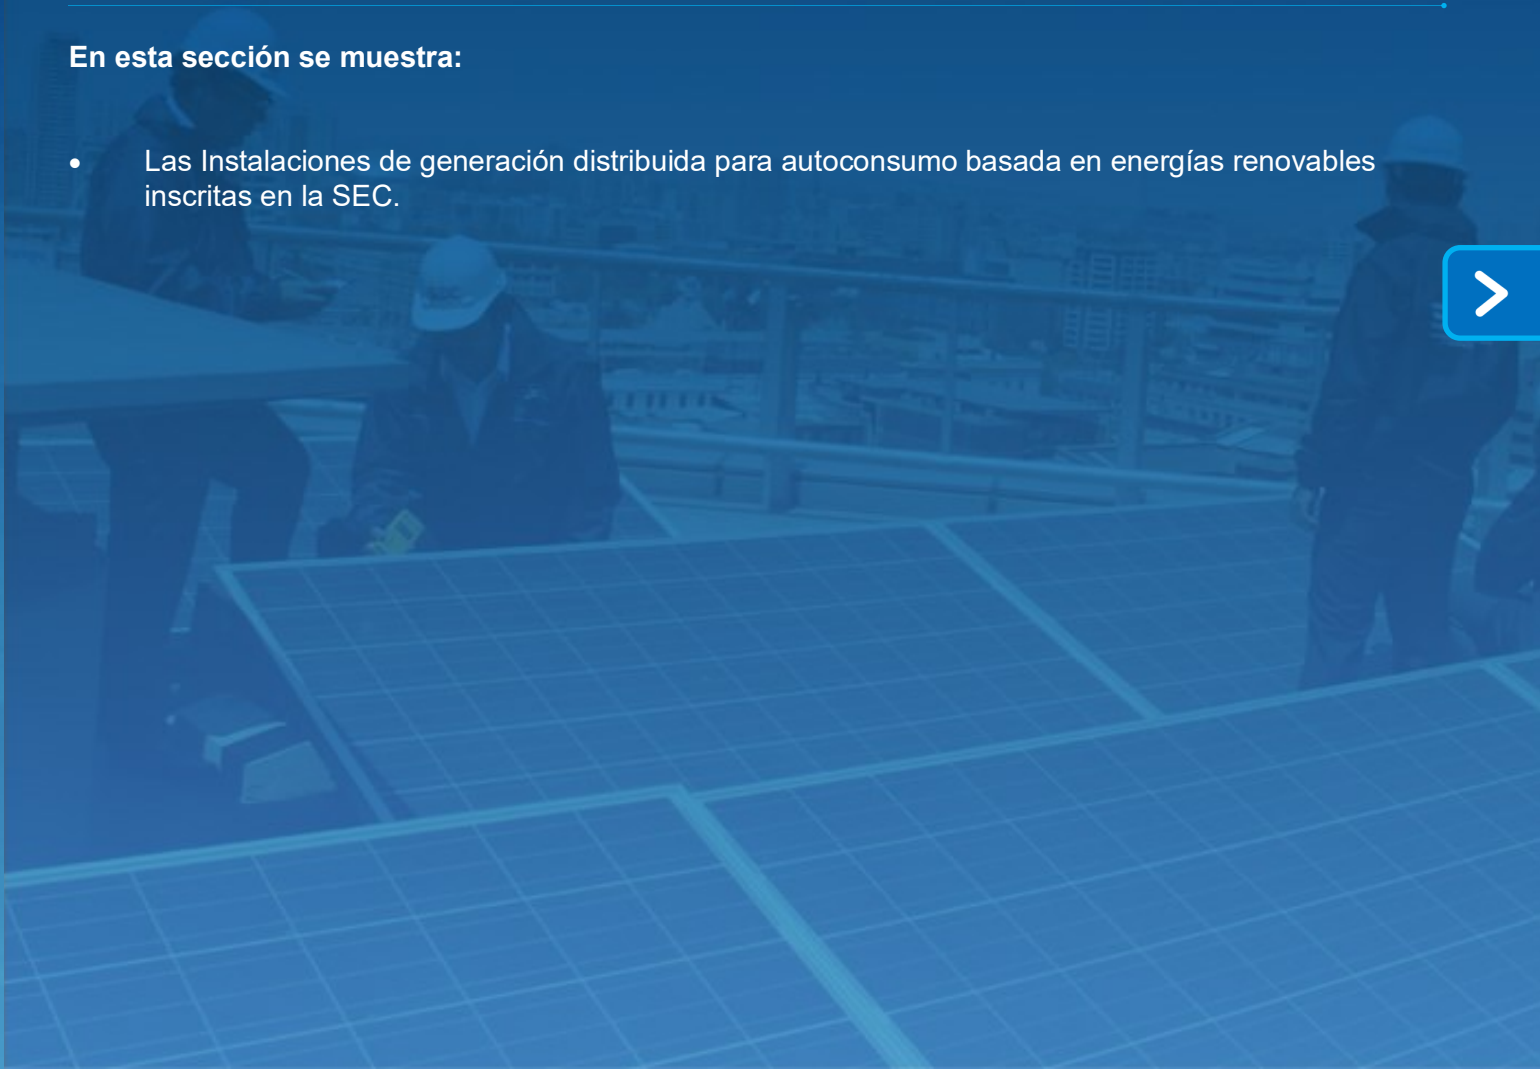 En esta sección se muestra:
• Las Instalaciones de generación distribuida para autoconsumo basada en energías renovables
inscritas en la SEC.